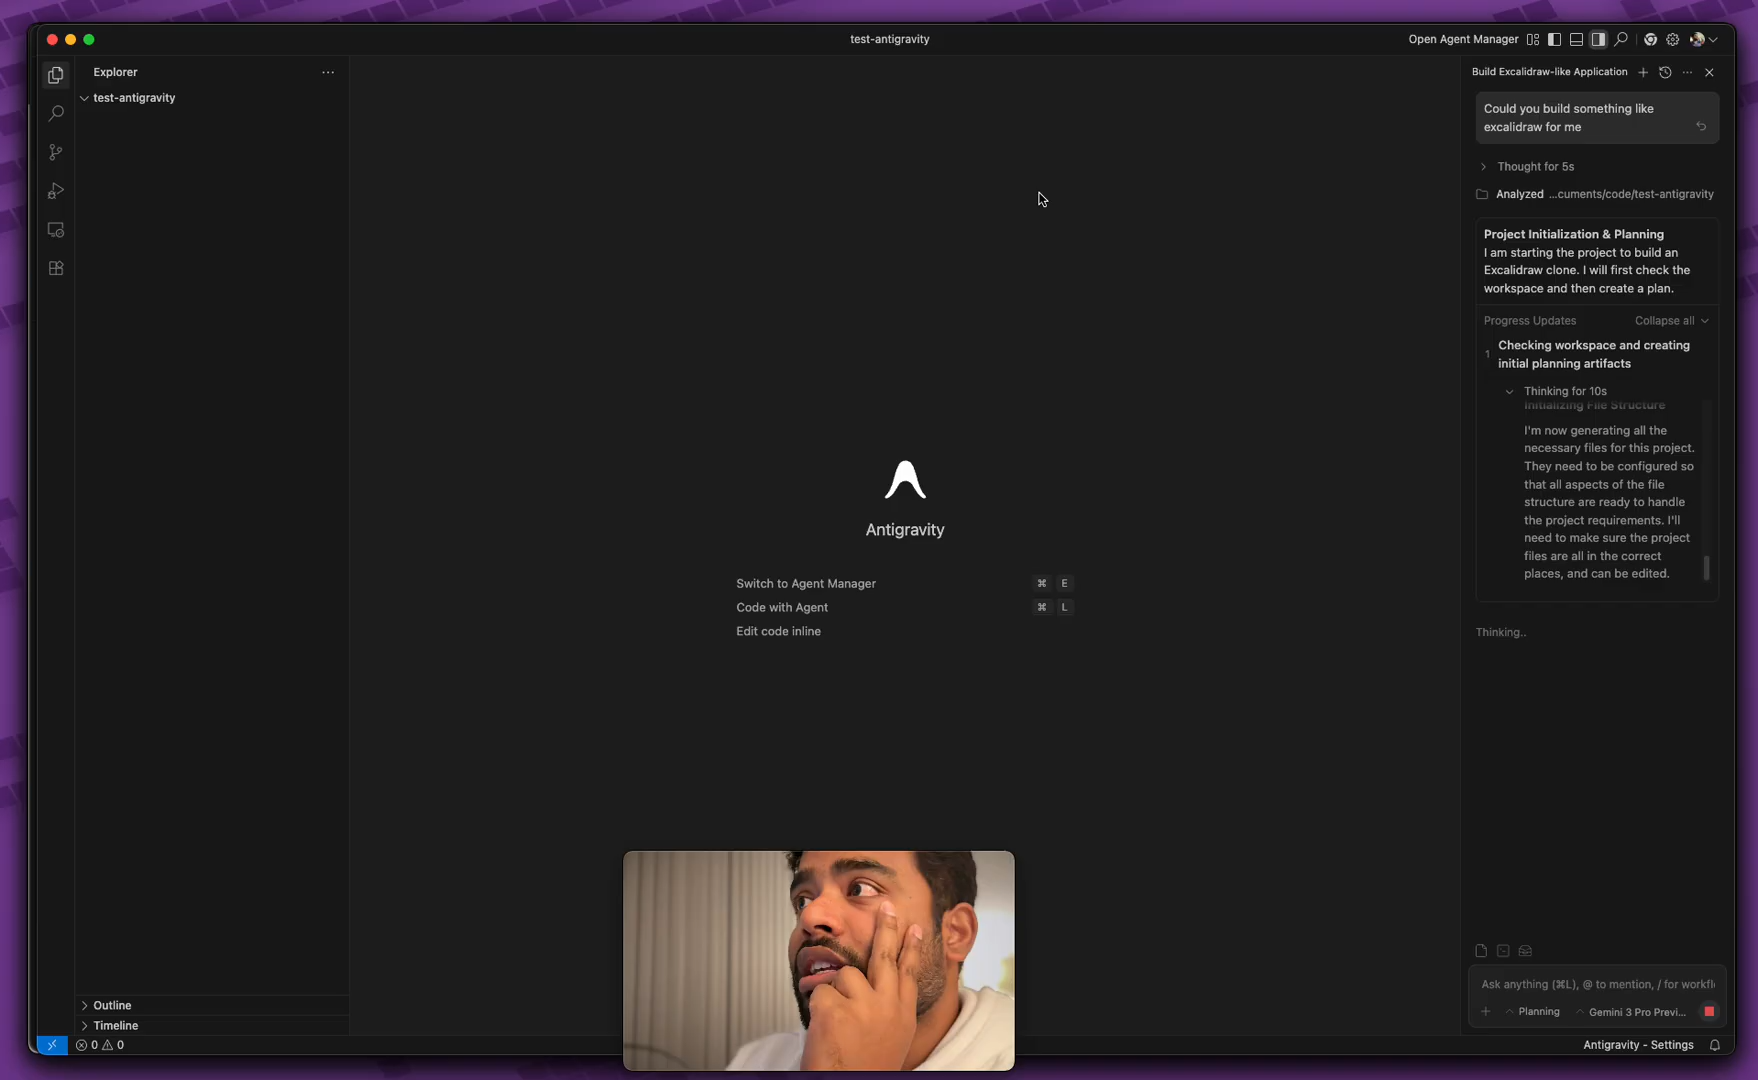 test-antigravity
Open Agent Manager
Explorer
test-antigravity
Build Excalidraw-like Application
Could you build something like
excalidraw for me
Thought for 5s
Analyzed ...cuments/code/test-antigravity
Project Initialization & Planning
I am starting the project to build an
Excalidraw clone. I will first check the
workspace and then create a plan.
Progress Updates
Collapse all
1
Checking workspace and creating
initial planning artifacts
Thinking for 10s
Initializing File Structure
I'm now generating all the
necessary files for this project.
They need to be configured so
that all aspects of the file
structure are ready to handle
the project requirements. I'll
need to make sure the project
files are all in the correct
places, and can be edited.
Thinking..
Antigravity
Switch to Agent Manager ⌘ E
Code with Agent ⌘ L
Edit code inline
Outline
Timeline
Ask anything (⌘L), @ to mention, / for workfl
Planning
Gemini 3 Pro Previ...
0 0
Antigravity - Settings